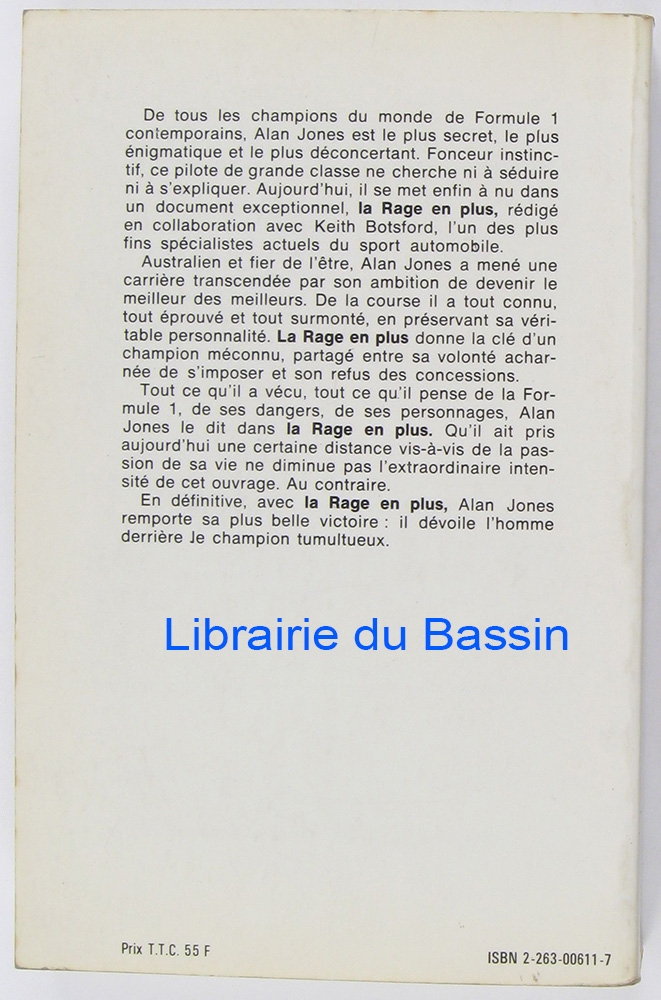 De tous les champions du monde de Formule 1
contemporains, Alan Jones est le plus secret, le plus
énigmatique et le plus déconcertant. Fonceur instinc-
tif, ce pilote de grande classe ne cherche ni à séduire
ni à s'expliquer. Aujourd'hui, il se met enfin à nu dans
un document exceptionnel, la Rage en plus, rédigé
en collaboration avec Keith Botsford, l'un des plus
fins spécialistes actuels du sport automobile.
Australien et fier de l'être, Alan Jones a mené une
carrière transcendée par son ambition de devenir le
meilleur des meilleurs. De la course il a tout connu,
tout éprouvé et tout surmonté, en préservant sa véri-
table personnalité. La Rage en plus donne la clé d'un
champion méconnu, partagé entre sa volonté achar-
née de s'imposer et son refus des concessions.
Tout ce qu'il a vécu, tout ce qu'il pense de la For-
mule 1, de ses dangers, de ses personnages, Alan
Jones le dit dans la Rage en plus. Qu'il ait pris
aujourd'hui une certaine distance vis-à-vis de la pas-
sion de sa vie ne diminue pas l'extraordinaire inten-
sité de cet ouvrage. Au contraire.
En définitive, avec la Rage en plus, Alan Jones
remporte sa plus belle victoire : il dévoile l'homme
derrière le champion tumultueux.
Librairie du Bassin
Prix T.T.C. 55 F
ISBN 2-263-00611-7